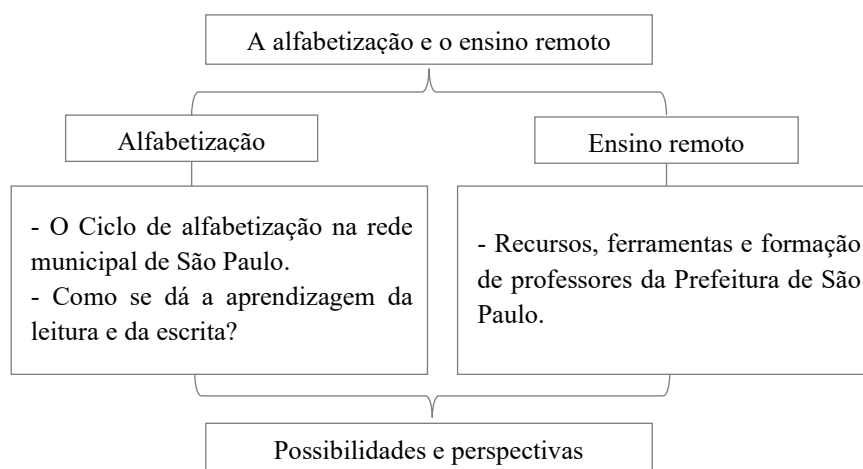 A alfabetização e o ensino remoto
Alfabetização
Ensino remoto
- O Ciclo de alfabetização na rede
municipal de São Paulo.
- Como se dá a aprendizagem da
leitura e da escrita?
- Recursos, ferramentas e formação
de professores da Prefeitura de São
Paulo.
Possibilidades e perspectivas